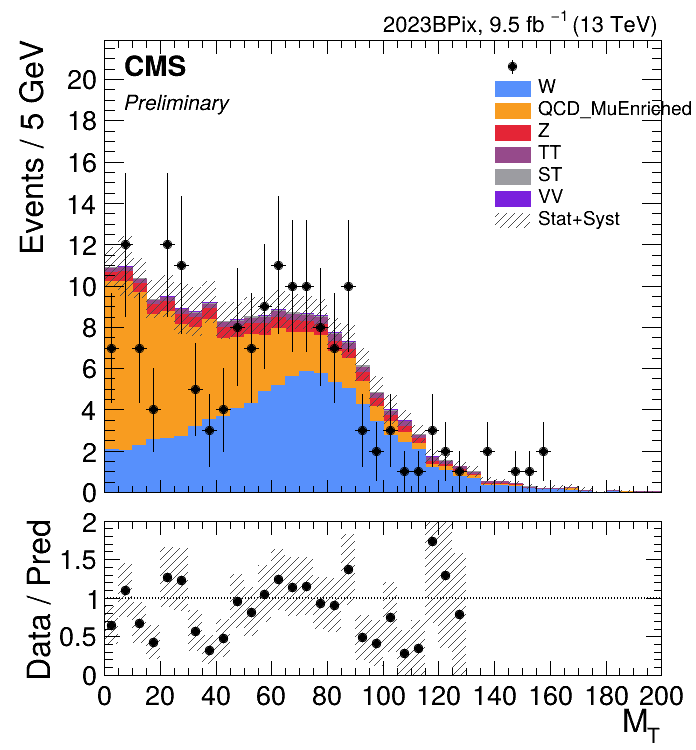 2023BPix, 9.5 fb⁻¹ (13 TeV)
CMS
Preliminary
W
QCD_MuEnriched
Z
TT
ST
VV
Stat+Syst
Events / 5 GeV
20
18
16
14
12
10
8
6
4
2
0
Data / Pred
2
1.5
1
0.5
0
0 20 40 60 80 100 120 140 160 180 200
M_T